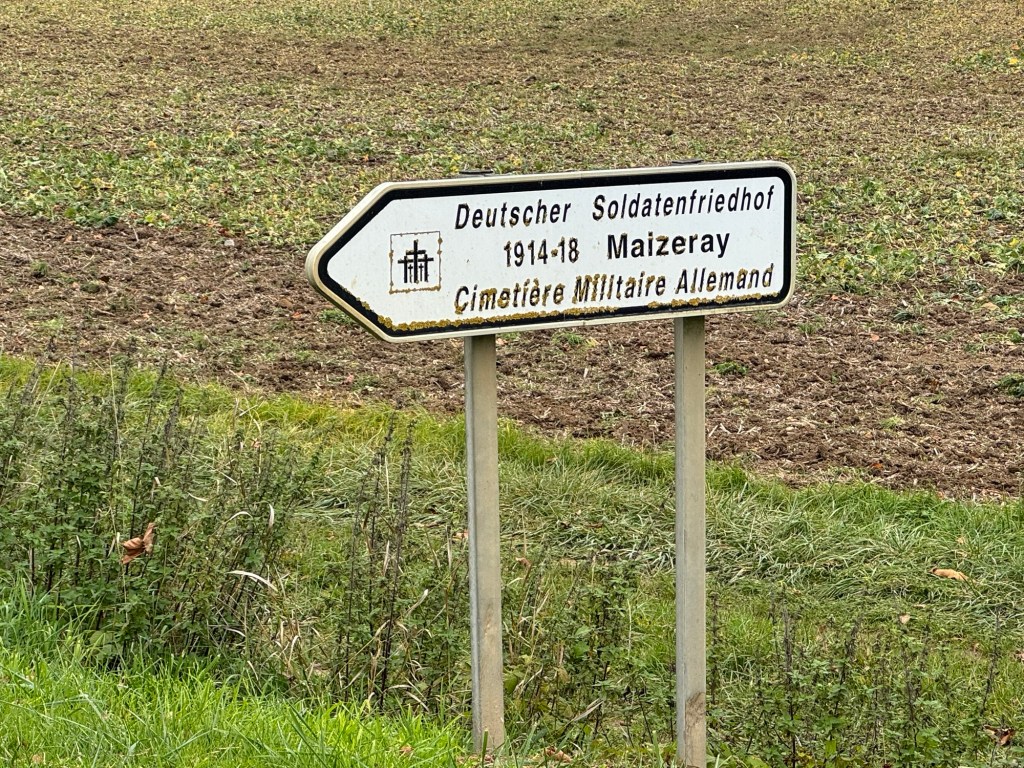 Deutscher Soldatenfriedhof
1914-18 Maizeray
Cimetière Militaire Allemand